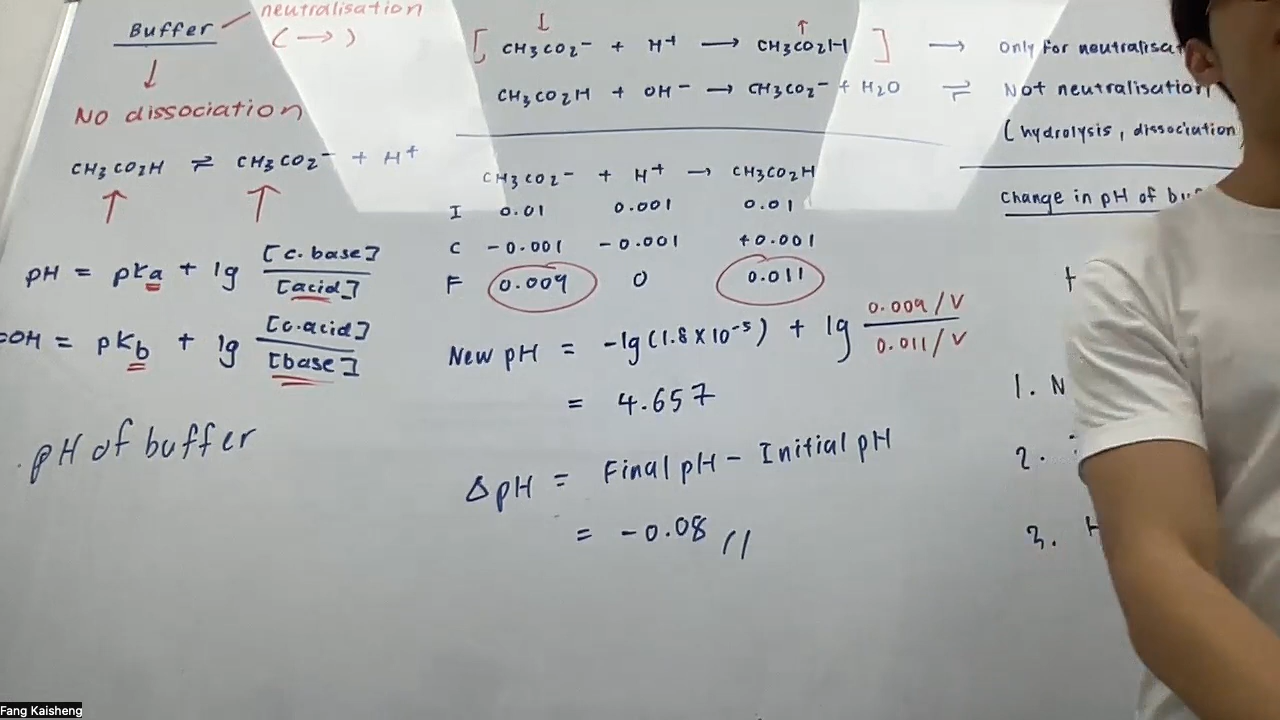 Buffer
neutralisation
( → )
↓
No dissociation
CH3CO2H ⇌ CH3CO2⁻ + H⁺
↑ ↑
pH = pKa + lg [c.base]/[acid]
pKb + lg [c.acid]/[base]
pH of buffer
↓ ↑
[ CH3CO2⁻ + H⁺ → CH3CO2H ]
CH3CO2H + OH⁻ → CH3CO2⁻ + H2O
CH3CO2⁻ + H⁺ → CH3CO2H
I 0.01 0.001 0.01
C -0.001 -0.001 +0.001
F 0.009 0 0.011
New pH = -lg(1.8 x 10⁻⁵) + lg 0.009/V / 0.011/V
= 4.657
ΔpH = Final pH - Initial pH
= -0.08 //
→ Only for
⇌ Not neutralisation
(hydrolysis, dissociation
Change in pH of
1.
2.
3.
Fang Kaisheng